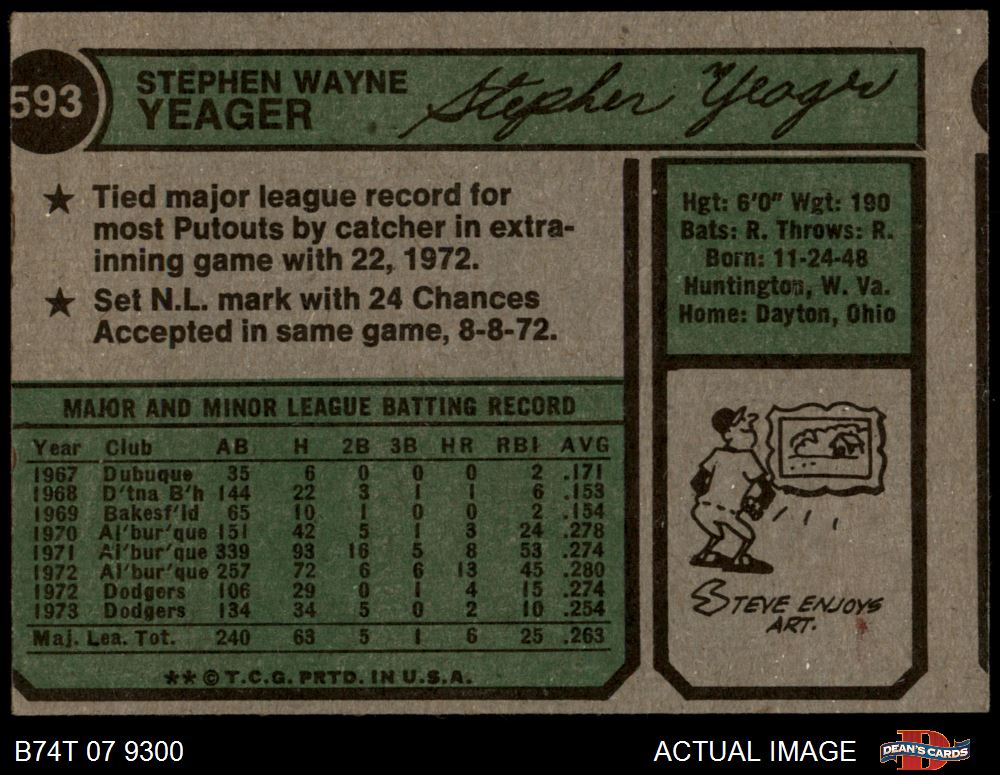 593
STEPHEN WAYNE
YEAGER
Stephen Yeager
★ Tied major league record for
most Putouts by catcher in extra-
inning game with 22, 1972.
★ Set N.L. mark with 24 Chances
Accepted in same game, 8-8-72.
Hgt: 6'0" Wgt: 190
Bats: R. Throws: R.
Born: 11-24-48
Huntington, W. Va.
Home: Dayton, Ohio
MAJOR AND MINOR LEAGUE BATTING RECORD
Year Club AB H 2B 3B HR RBI AVG
1967 Dubuque 35 6 0 0 0 2 .171
1968 D'tna B'h 144 22 3 1 1 6 .153
1969 Bakesf'ld 65 10 1 0 0 2 .154
1970 Al'bur'que 151 42 5 1 3 24 .278
1971 Al'bur'que 339 93 16 5 8 53 .274
1972 Al'bur'que 257 72 6 6 13 45 .280
1972 Dodgers 106 29 0 1 4 15 .274
1973 Dodgers 134 34 5 0 2 10 .254
Maj. Lea. Tot. 240 63 5 1 6 25 .263
** © T.C.G. PRTD. IN U.S.A.
STEVE ENJOYS
ART.
B74T 07 9300
ACTUAL IMAGE
DEAN'S CARDS